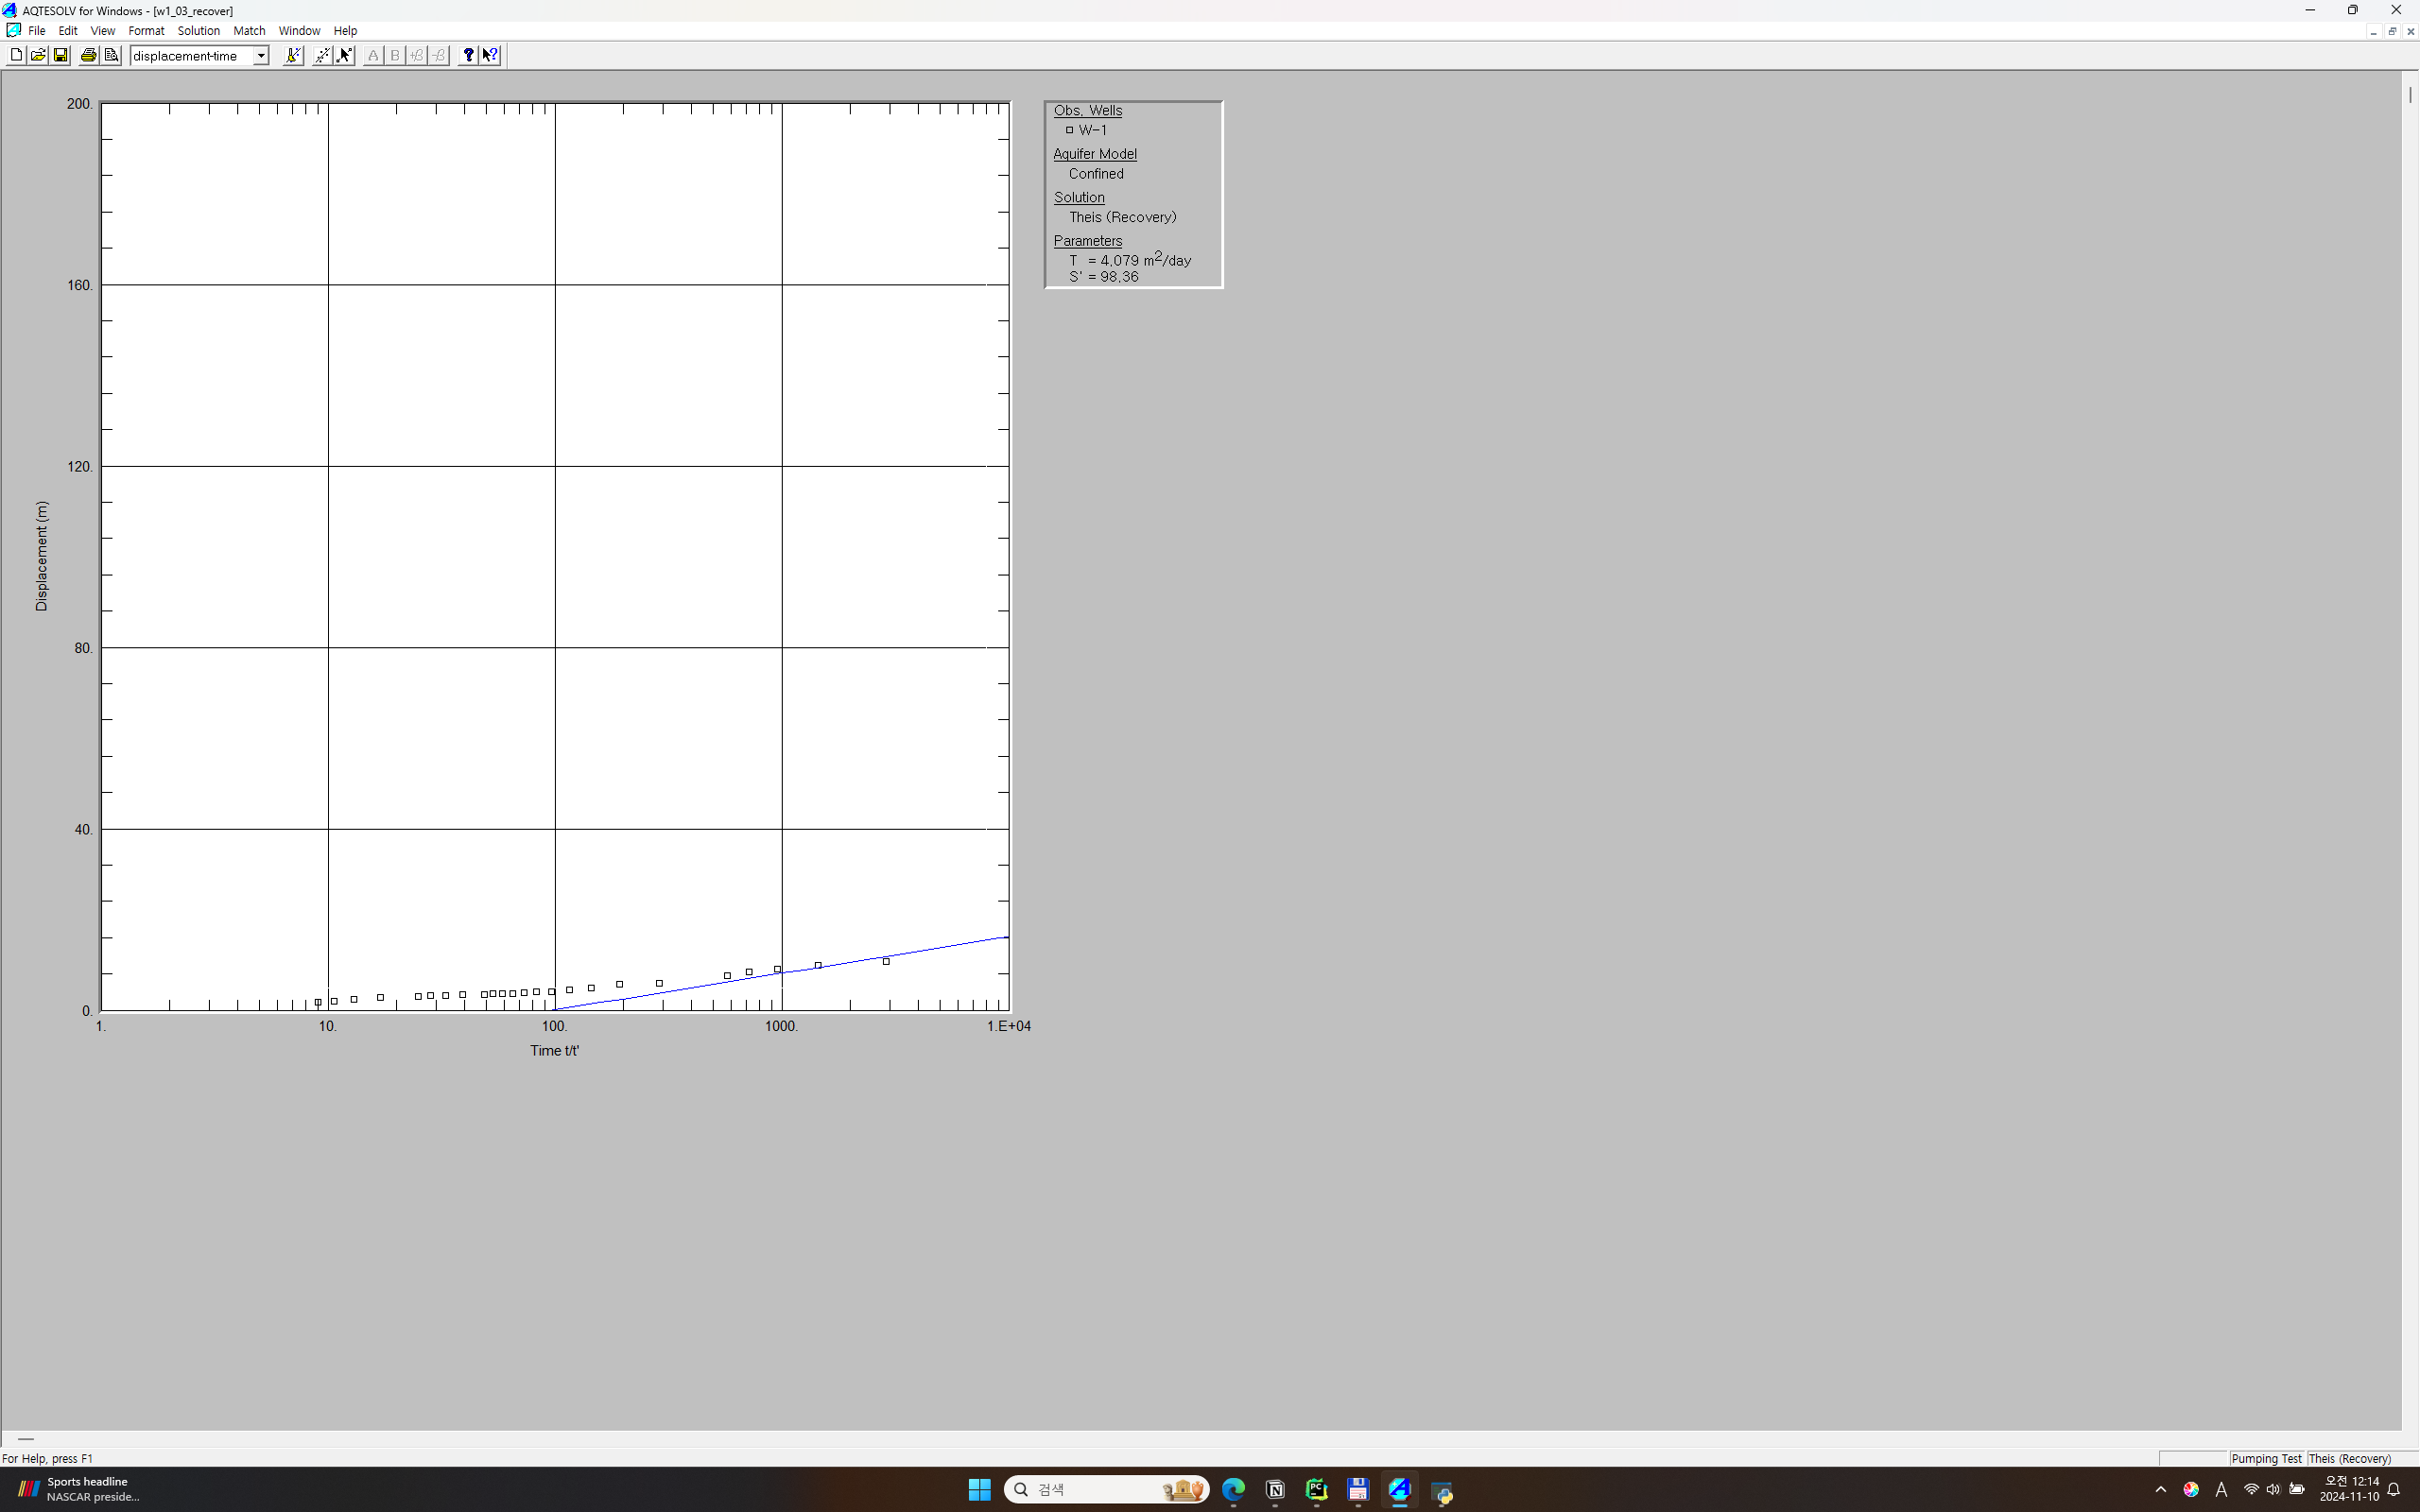 AQTESOLV for Windows - [w1_03_recover]
File Edit View Format Solution Match Window Help
displacement-time
200.
160.
120.
80.
40.
0.
Displacement (m)
1. 10. 100. 1000. 1.E+04
Time t/t'
Obs. Wells
W-1
Aquifer Model
Confined
Solution
Theis (Recovery)
Parameters
T = 4.079 m2/day
S' = 98.36
For Help, press F1
Pumping Test Theis (Recovery)
Sports headline
NASCAR preside...
검색
A
오전 12:14
2024-11-10